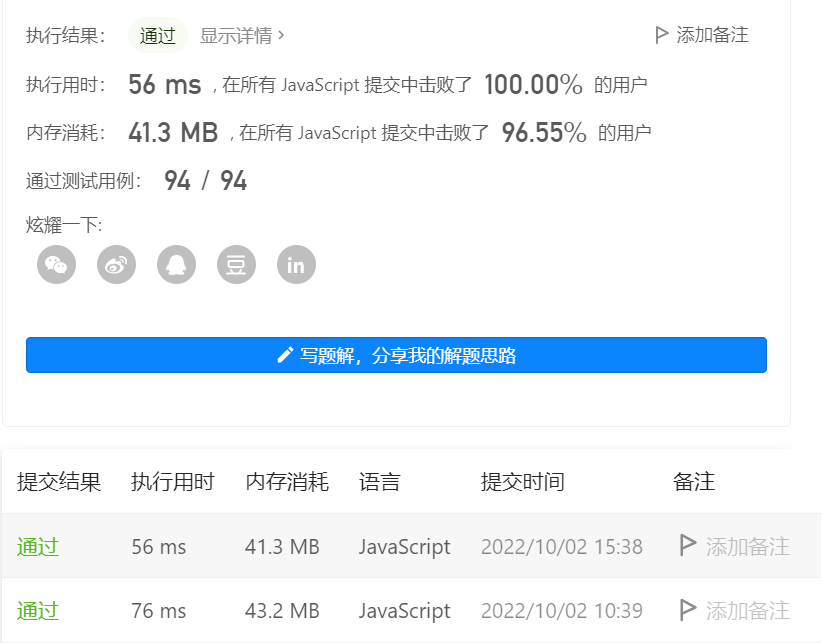 执行结果： 通过 显示详情 › 添加备注
执行用时： 56 ms , 在所有 JavaScript 提交中击败了 100.00% 的用户
内存消耗： 41.3 MB , 在所有 JavaScript 提交中击败了 96.55% 的用户
通过测试用例： 94 / 94
炫耀一下:
豆 in
写题解，分享我的解题思路
提交结果 执行用时 内存消耗 语言 提交时间 备注
通过 56 ms 41.3 MB JavaScript 2022/10/02 15:38 添加备注
通过 76 ms 43.2 MB JavaScript 2022/10/02 10:39 添加备注